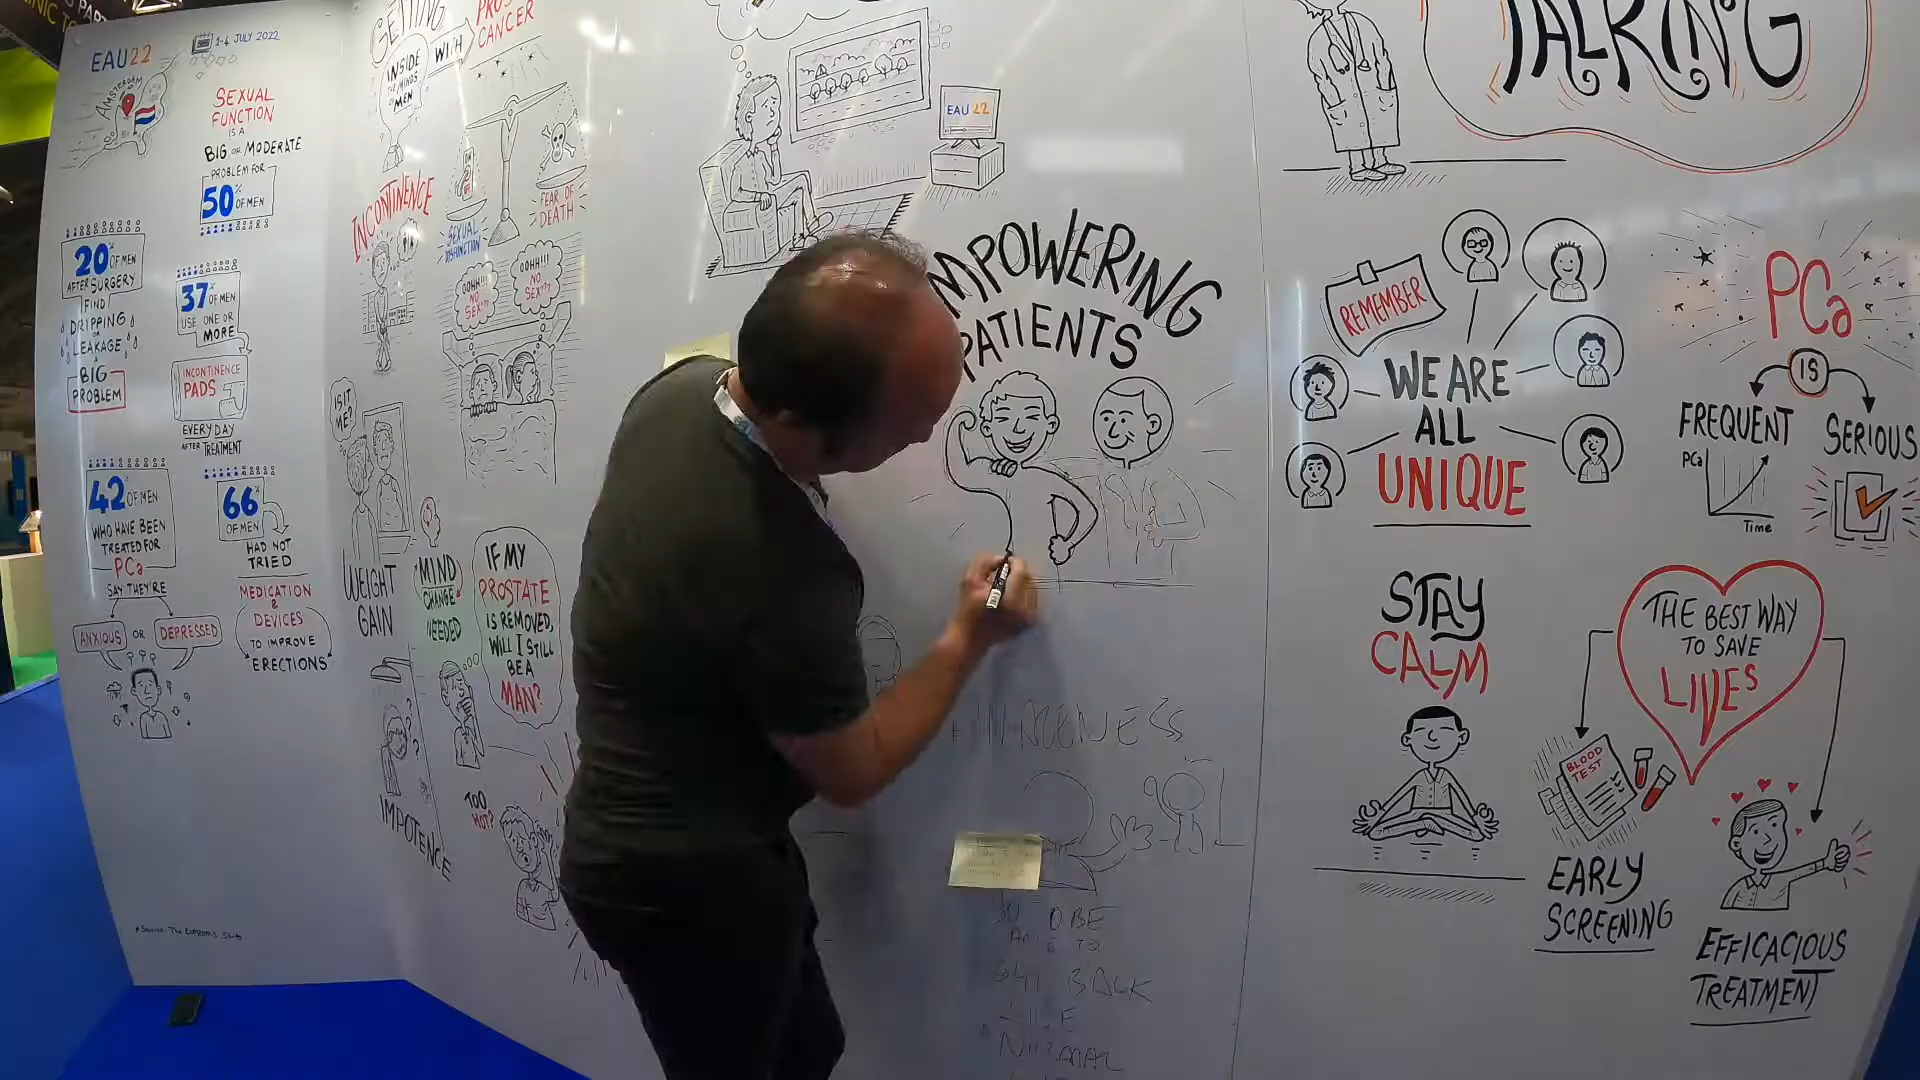 EAU22
1-4 JULY 2022
AMSTERDAM
SEXUAL
FUNCTION
IS A
BIG OR MODERATE
PROBLEM FOR
50% OF MEN
20% OF MEN
AFTER SURGERY
FIND
DRIPPING
OR
LEAKAGE
A
BIG
PROBLEM
37% OF MEN
USE ONE OR
MORE
INCONTINENCE
PADS
EVERY DAY
AFTER TREATMENT
42% OF MEN
WHO HAVE BEEN
TREATED FOR
PCa
SAY THEY'RE
ANXIOUS OR DEPRESSED
66%
OF MEN
HAD NOT
TRIED
MEDICATION
&
DEVICES
TO IMPROVE
ERECTIONS
GETTING
INSIDE
THE MINDS
OF MEN
WITH
CANCER
INCONTINENCE
SEXUAL
DISFUNCTION
FEAR OF
DEATH
OOHH!!!
NO
SEX???
OOHH!!!
NO
SEX???
IS IT
ME?
WEIGHT
GAIN
MIND
CHANGE
NEEDED
IF MY
PROSTATE
IS REMOVED,
WILL I STILL
BE A
MAN?
IMPOTENCE
TOO
HOT?
EAU 22
MPOWERING
PATIENTS
BACK
TALKING
REMEMBER
WE ARE
ALL
UNIQUE
PCa
IS
FREQUENT
SERIOUS
PCa
Time
STAY
CALM
THE BEST WAY
TO SAVE
LIVES
BLOOD
TEST
EARLY
SCREENING
EFFICACIOUS
TREATMENT